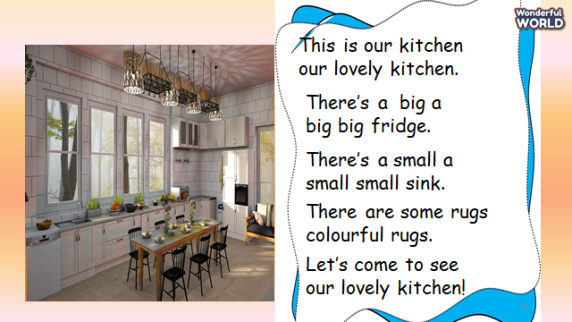 Wonderful
WORLD
This is our kitchen
our lovely kitchen.
There's a big a
big big fridge.
There's a small a
small small sink.
There are some rugs
colourful rugs.
Let's come to see
our lovely kitchen!